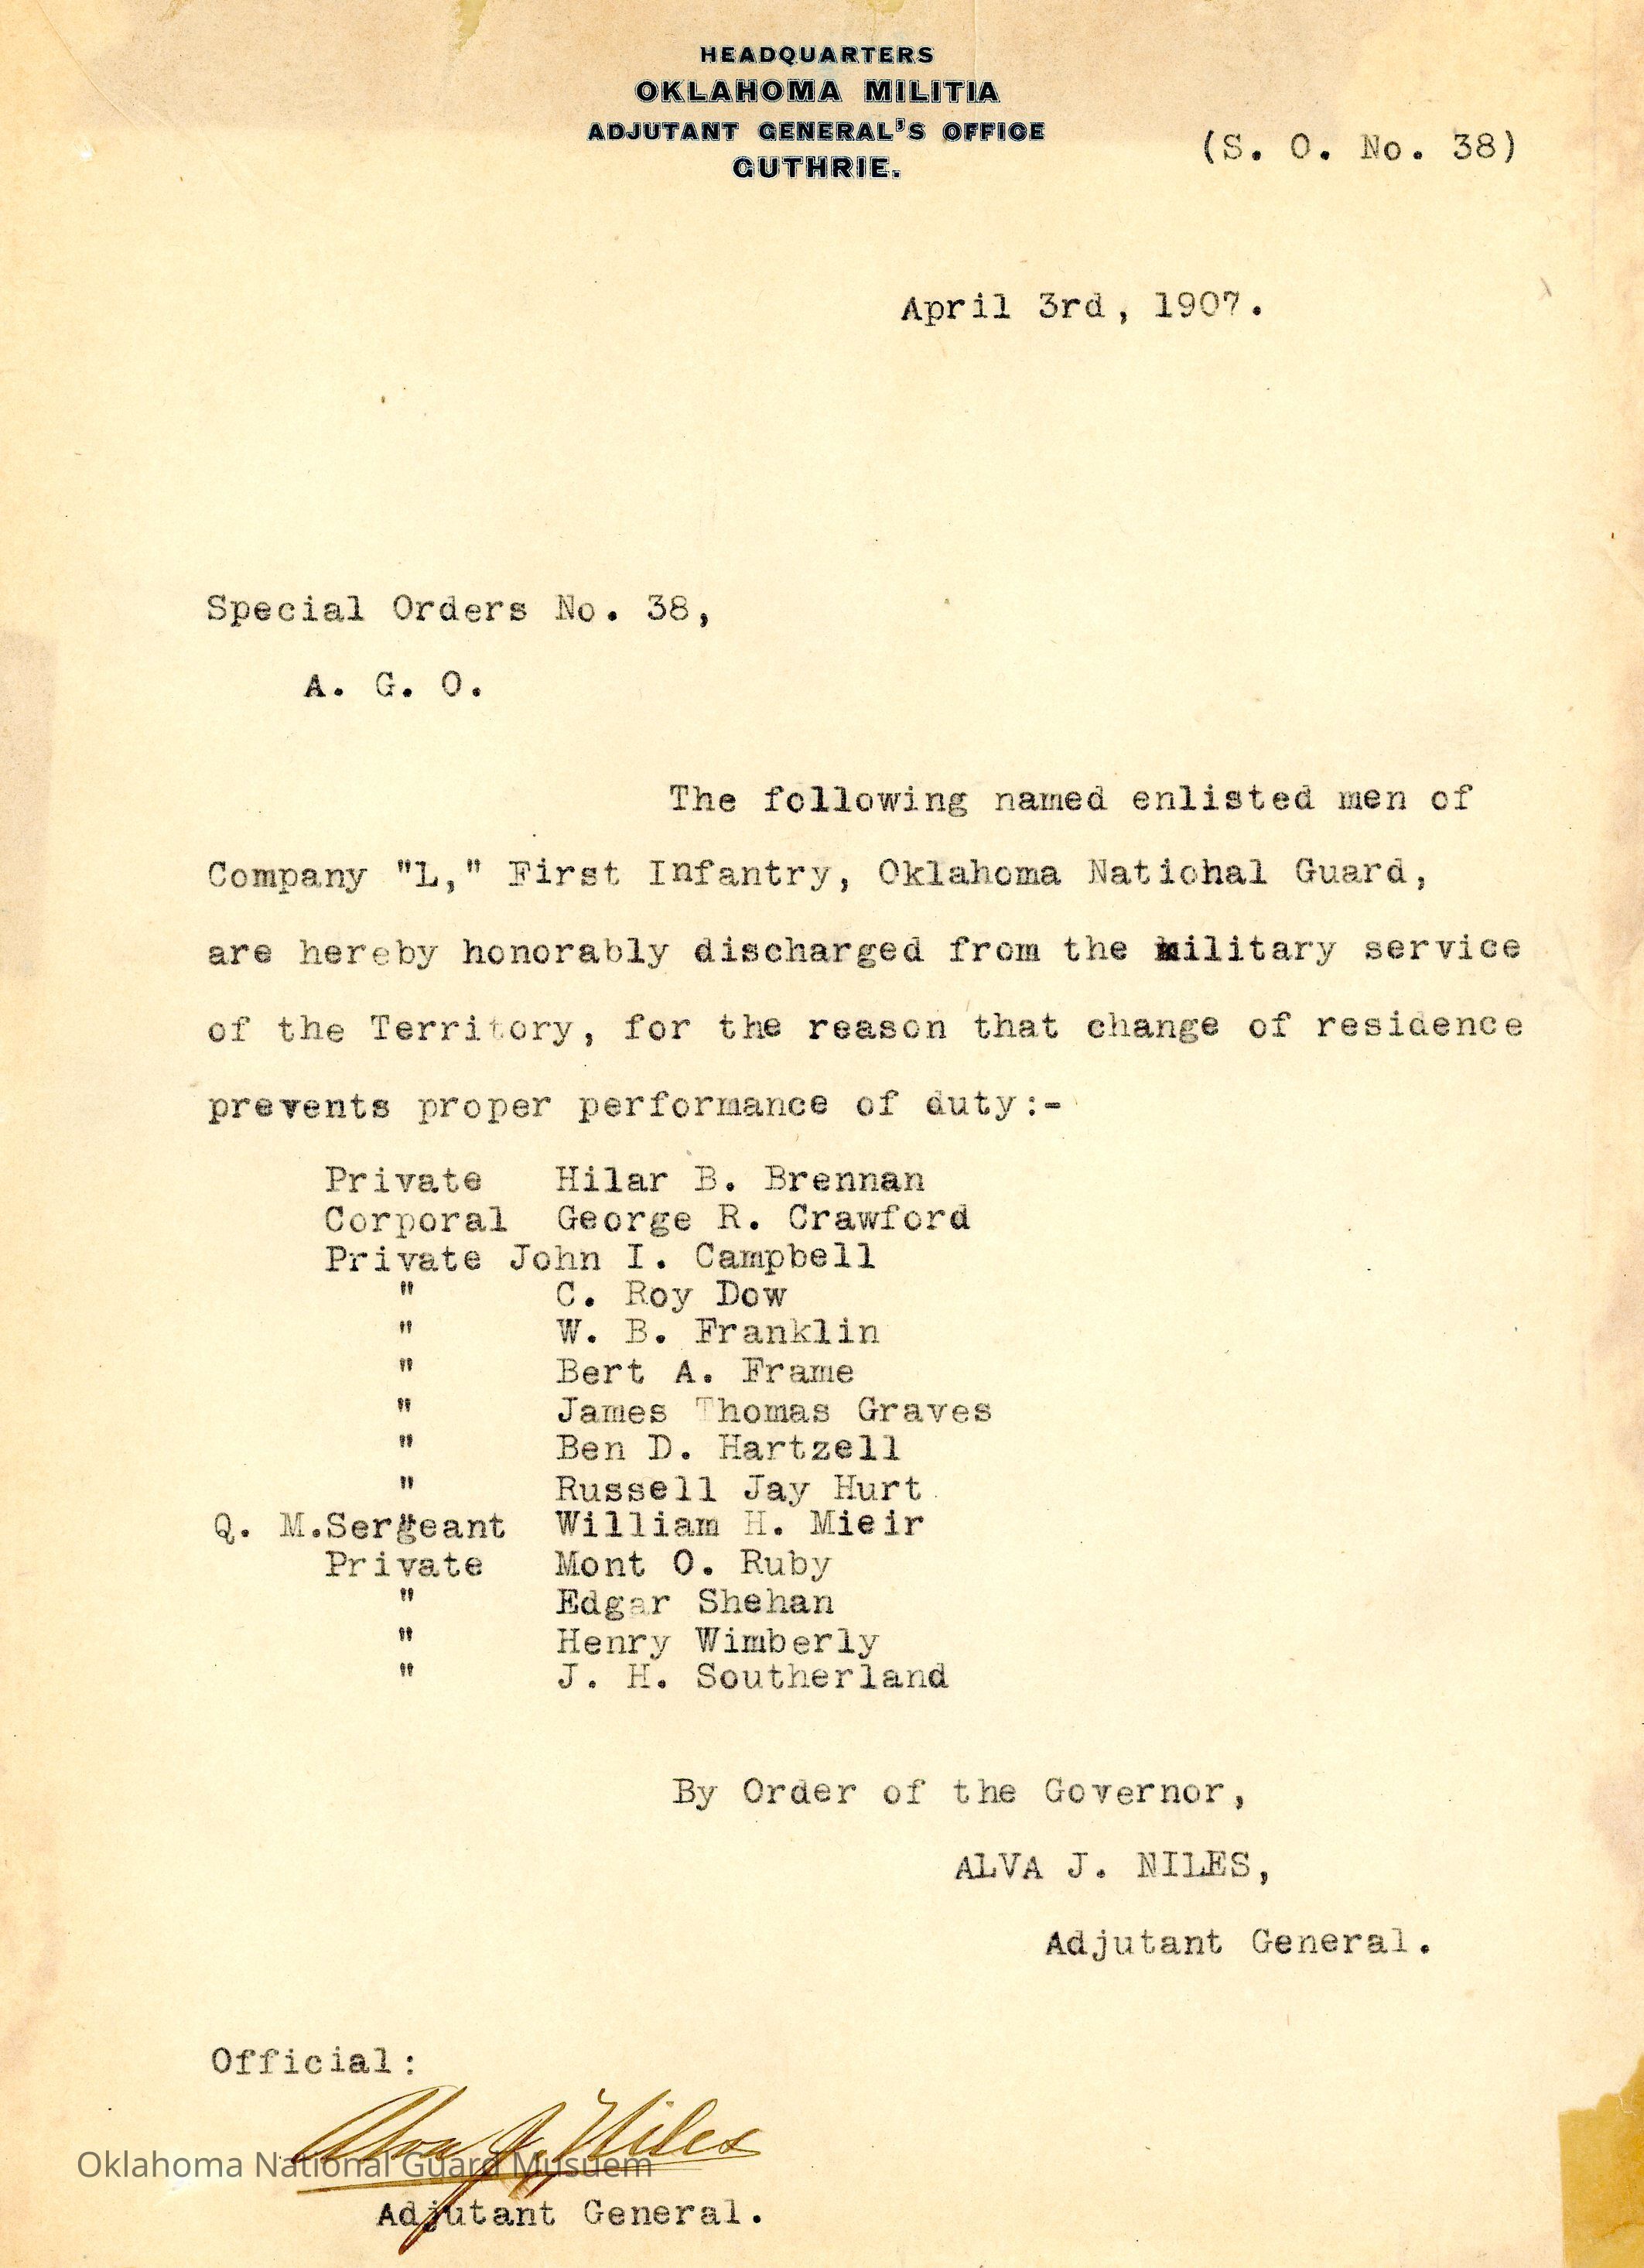 HEADQUARTERS
OKLAHOMA MILITIA
ADJUTANT GENERAL'S OFFICE
GUTHRIE.
(S. O. No. 38)
April 3rd, 1907.
Special Orders No. 38,
A. G. O.
The following named enlisted men of
Company "L," First Infantry, Oklahoma National Guard,
are hereby honorably discharged from the military service
of the Territory, for the reason that change of residence
prevents proper performance of duty:-
Private Hilar B. Brennan
Corporal George R. Crawford
Private John I. Campbell
" C. Roy Dow
" W. B. Franklin
" Bert A. Frame
" James Thomas Graves
" Ben D. Hartzell
" Russell Jay Hurt
Q. M.Sergeant William H. Mieir
Private Mont O. Ruby
" Edgar Shehan
" Henry Wimberly
" J. H. Southerland
By Order of the Governor,
ALVA J. NILES,
Adjutant General.
Official:
Alva J. Niles
Oklahoma National Guard Musuem
Adjutant General.